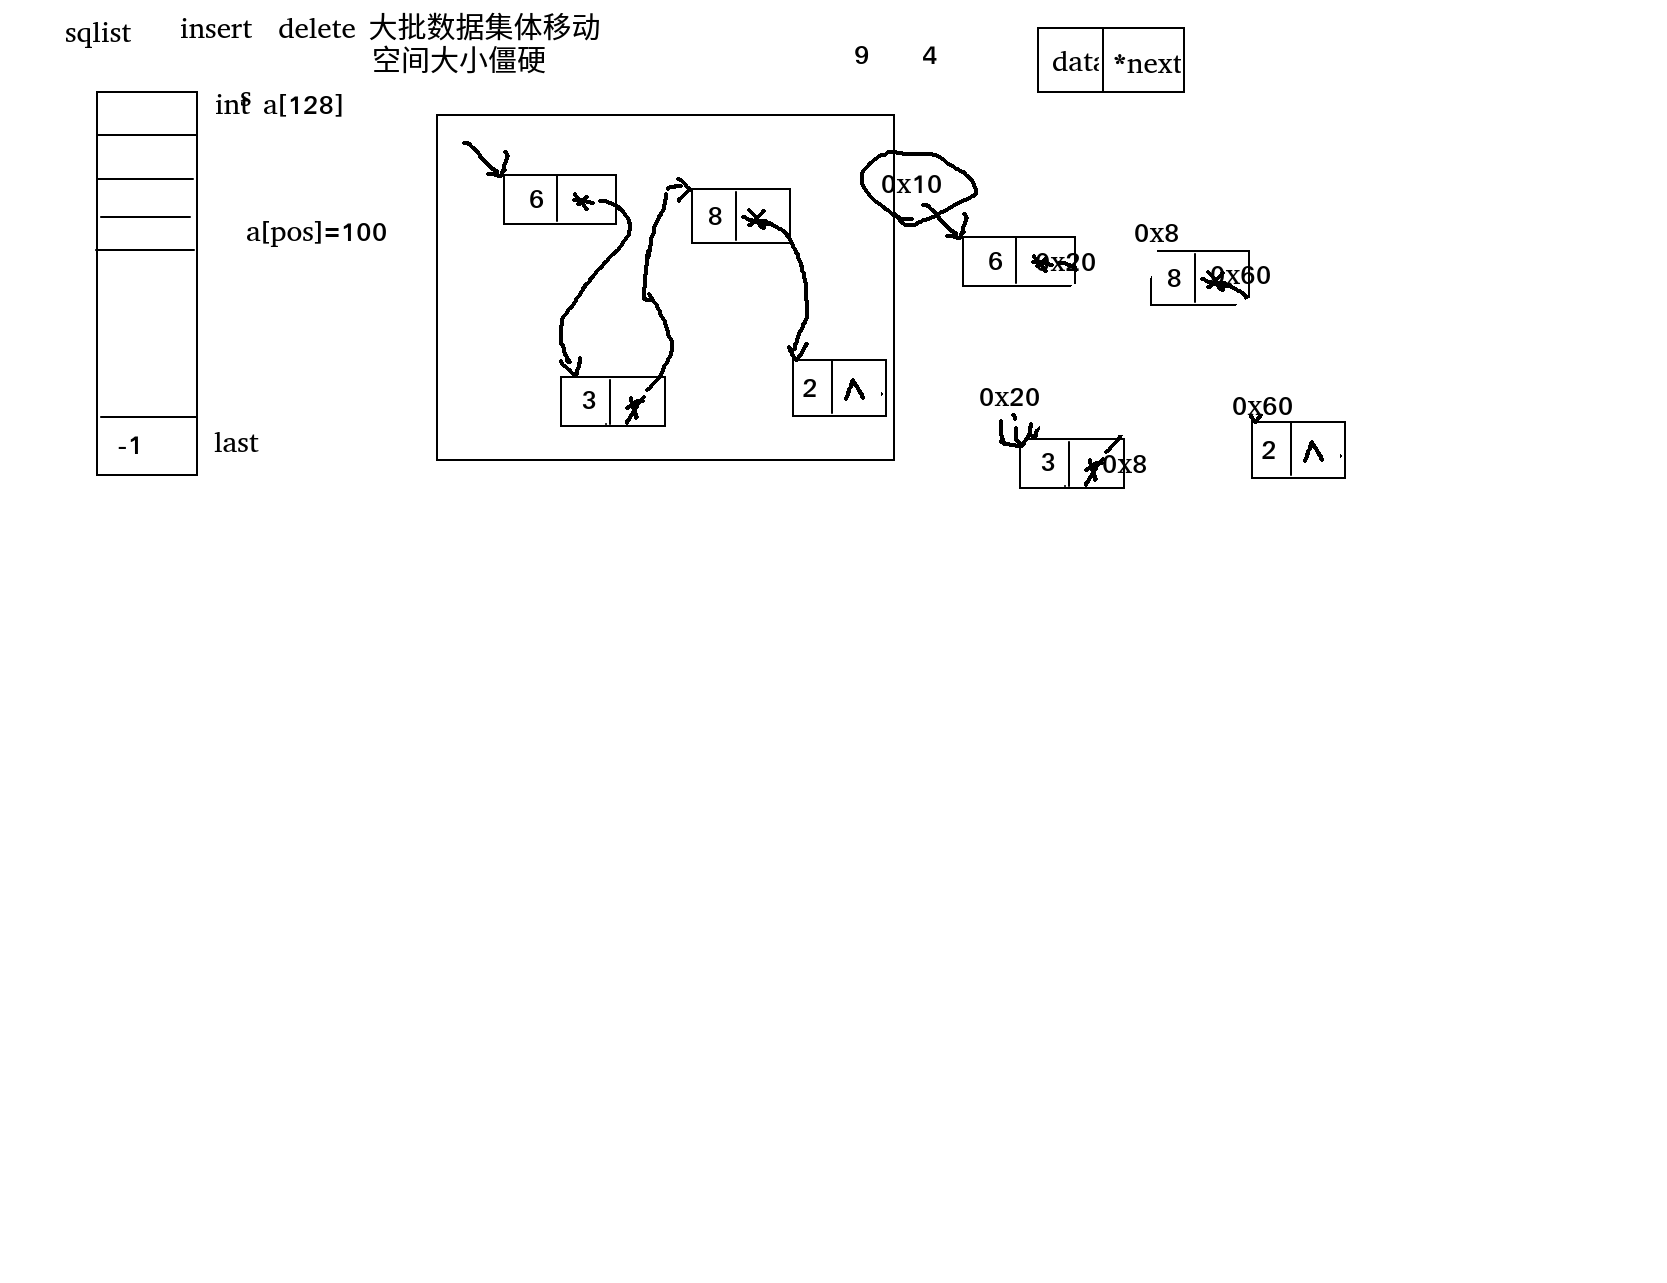 sqlist insert delete 大批数据集体移动
空间大小僵硬
9 4
data *next
int a[128]
s
a[pos]=100
-1 last
6
8
3
2 ∧
0x10
6 0x20
0x8
8 0x60
0x20
3 0x8
0x60
2 ∧